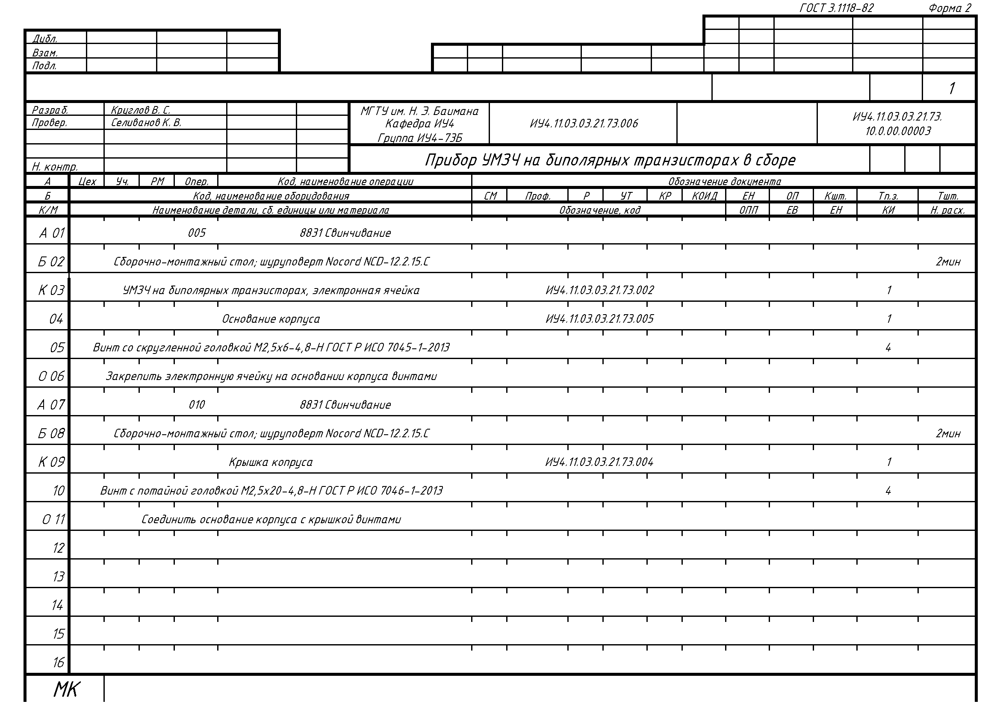 ГОСТ 3.1118-82 Форма 2
Дубл.
Взам.
Подл.
1
Разраб. Круглов В. С.
Провер. Селиванов К. В.
Н. контр.
МГТУ им. Н. Э. Баумана
Кафедра ИУ4
Группа ИУ4-73Б
ИУ4.11.03.03.21.73.006
ИУ4.11.03.03.21.73.
10.0.00.00003
Прибор УМЗЧ на биполярных транзисторах в сборе
А Цех Уч. РМ Опер. Код, наименование операции Обозначение документа
Б Код, наименование оборудования СМ Проф. Р УТ КР КОИД ЕН ОП Кшт. Тп.з. Тшт.
К/М Наименование детали, сб. единицы или материала Обозначение, код ОПП ЕВ ЕН КИ Н. расх.
А 01 005 8831 Свинчивание
Б 02 Сборочно-монтажный стол; шуруповерт Nocord NCD-12.2.15.C 2мин
К 03 УМЗЧ на биполярных транзисторах, электронная ячейка ИУ4.11.03.03.21.73.002 1
04 Основание корпуса ИУ4.11.03.03.21.73.005 1
05 Винт со скругленной головкой М2,5х6-4,8-Н ГОСТ Р ИСО 7045-1-2013 4
О 06 Закрепить электронную ячейку на основании корпуса винтами
А 07 010 8831 Свинчивание
Б 08 Сборочно-монтажный стол; шуруповерт Nocord NCD-12.2.15.C 2мин
К 09 Крышка копруса ИУ4.11.03.03.21.73.004 1
10 Винт с потайной головкой М2,5х20-4,8-Н ГОСТ Р ИСО 7046-1-2013 4
О 11 Соединить основание корпуса с крышкой винтами
12
13
14
15
16
МК